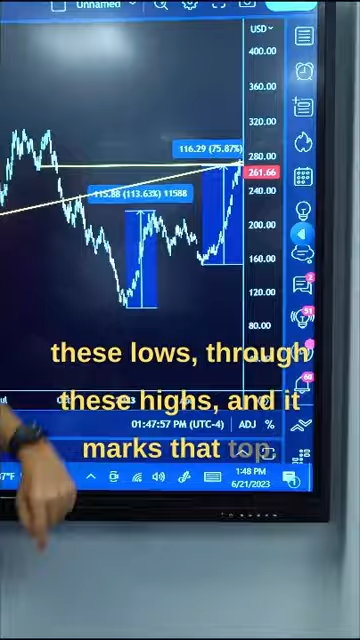 Unnamed
USD
400.00
360.00
320.00
116.29 (75.87%)
280.00
261.66
115.88 (113.63%) 11588
240.00
200.00
160.00
120.00
80.00
these lows, through
these highs, and it
marks that top
2023
01:47:57 PM (UTC-4)
ADJ %
1:48 PM
6/21/2023